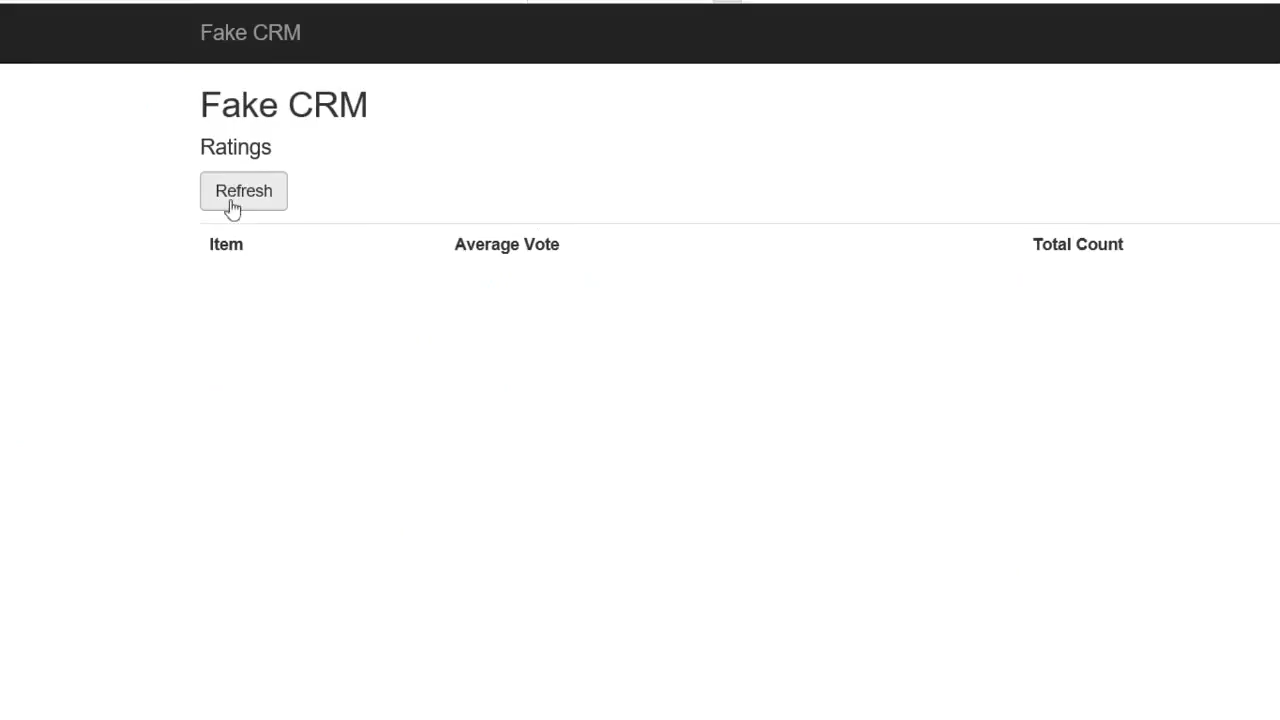 Fake CRM
Fake CRM
Ratings
Refresh
Item Average Vote Total Count